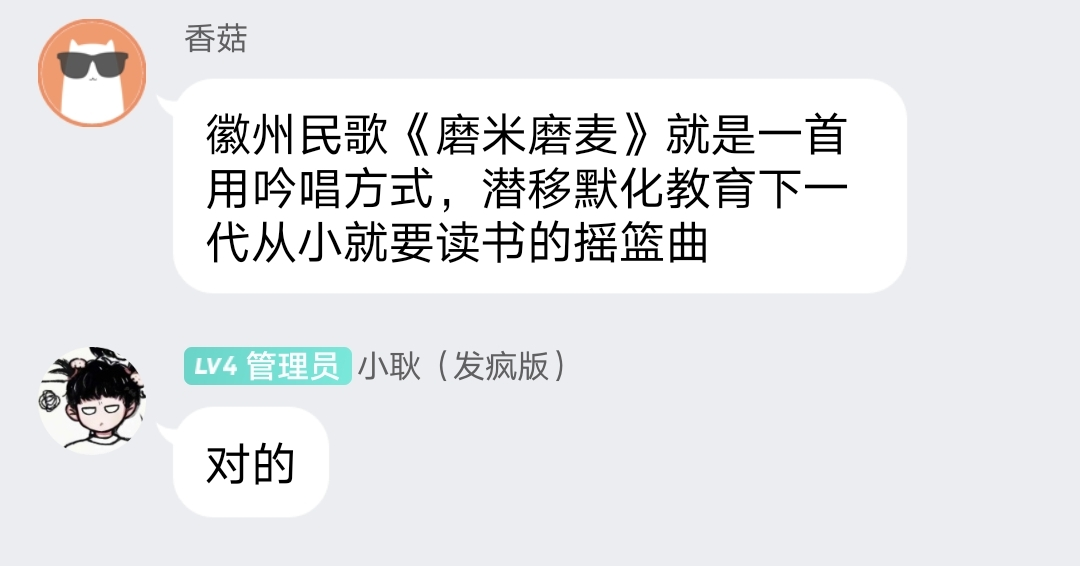 香菇
徽州民歌《磨米磨麦》就是一首
用吟唱方式，潜移默化教育下一
代从小就要读书的摇篮曲
LV4 管理员 小耿（发疯版）
对的